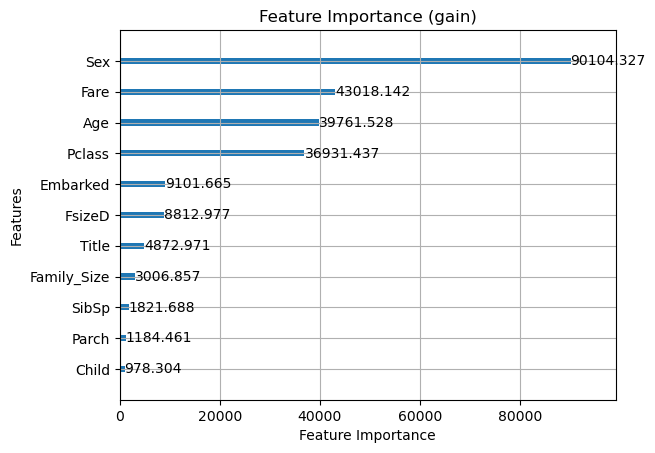 Feature Importance (gain)
Features
Sex 90104.327
Fare 43018.142
Age 39761.528
Pclass 36931.437
Embarked 9101.665
FsizeD 8812.977
Title 4872.971
Family_Size 3006.857
SibSp 1821.688
Parch 1184.461
Child 978.304
0 20000 40000 60000 80000
Feature Importance